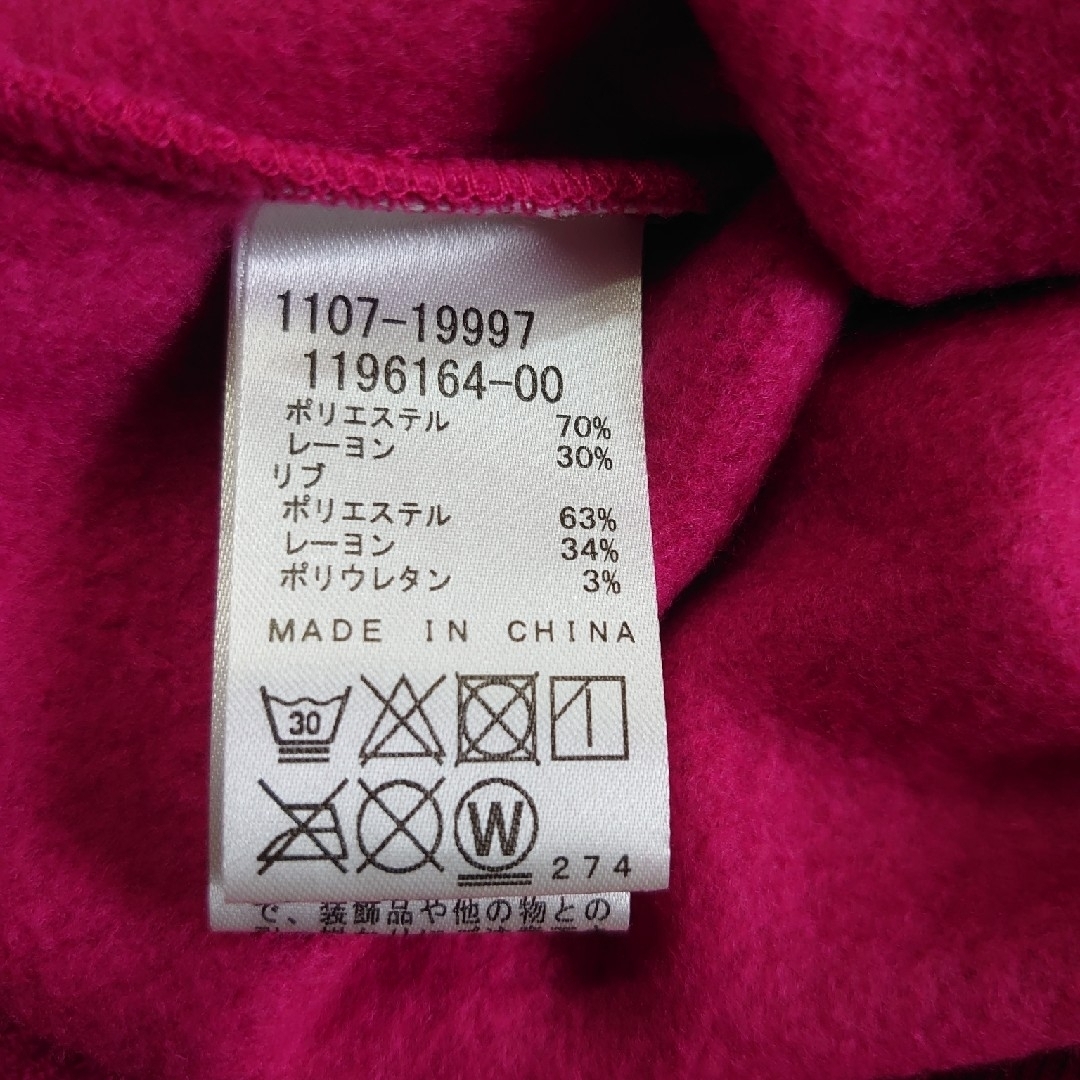 1107-19997
1196164-00
ポリエステル 70%
レーヨン 30%
リブ
ポリエステル 63%
レーヨン 34%
ポリウレタン 3%
MADE IN CHINA
30
W 274
で、装飾品や他の物との